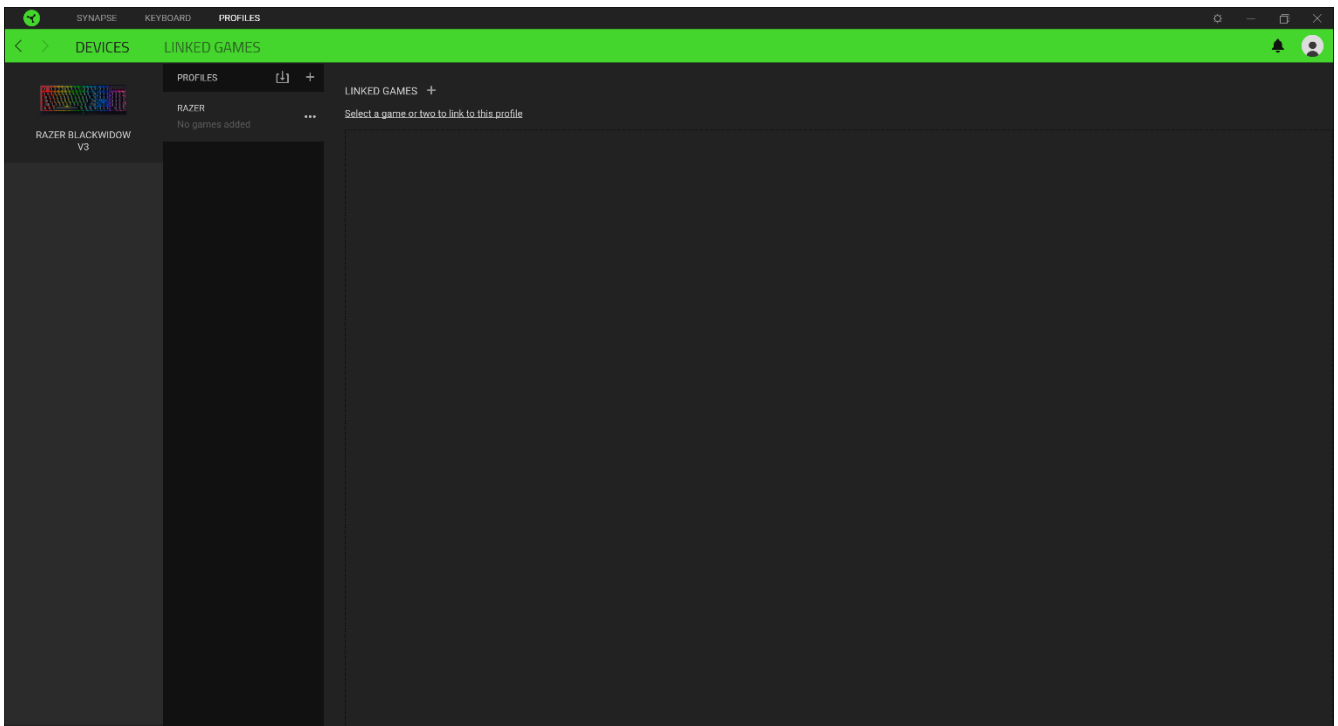 SYNAPSE KEYBOARD PROFILES
DEVICES LINKED GAMES
RAZER BLACKWIDOW
V3
PROFILES
RAZER
No games added
LINKED GAMES
Select a game or two to link to this profile